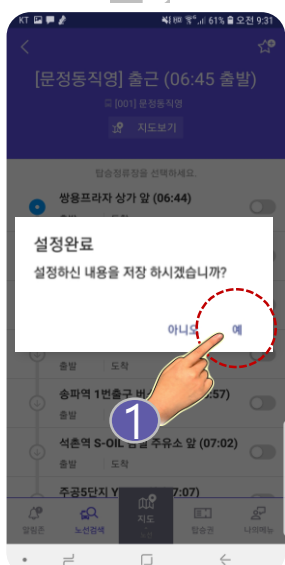 KT 61% 오전 9:31
[문정동직영] 출근 (06:45 출발)
[001] 문정동직영
지도보기
탑승정류장을 선택하세요.
쌍용프라자 상가 앞 (06:44)
설정완료
설정하신 내용을 저장 하시겠습니까?
아니오 예
출발 도착
송파역 1번출구 :57)
출발
1
석촌역 S-OIL 주유소 앞 (07:02)
출발 도착
주공5단지 7:07)
알림존 노선검색 지도 탑승권 나의메뉴